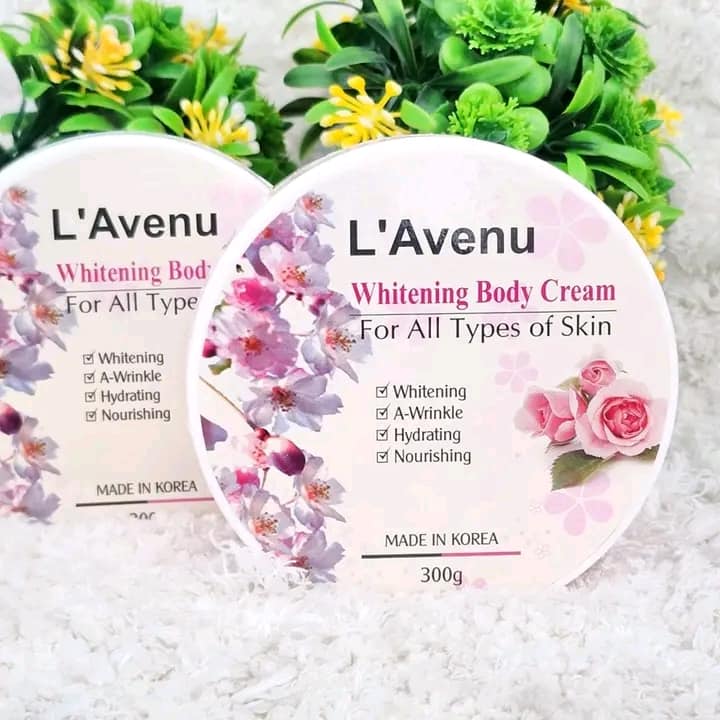 L'Avenu
Whitening Body
For All Type
Whitening
A-Wrinkle
Hydrating
Nourishing
MADE IN KOREA
L'Avenu
Whitening Body Cream
For All Types of Skin
Whitening
A-Wrinkle
Hydrating
Nourishing
MADE IN KOREA
300g